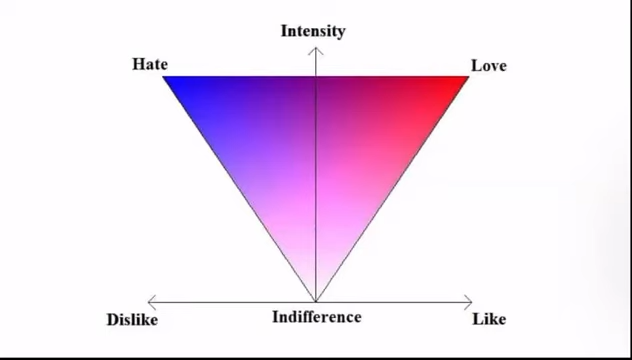 Intensity
Hate
Love
Dislike
Indifference
Like